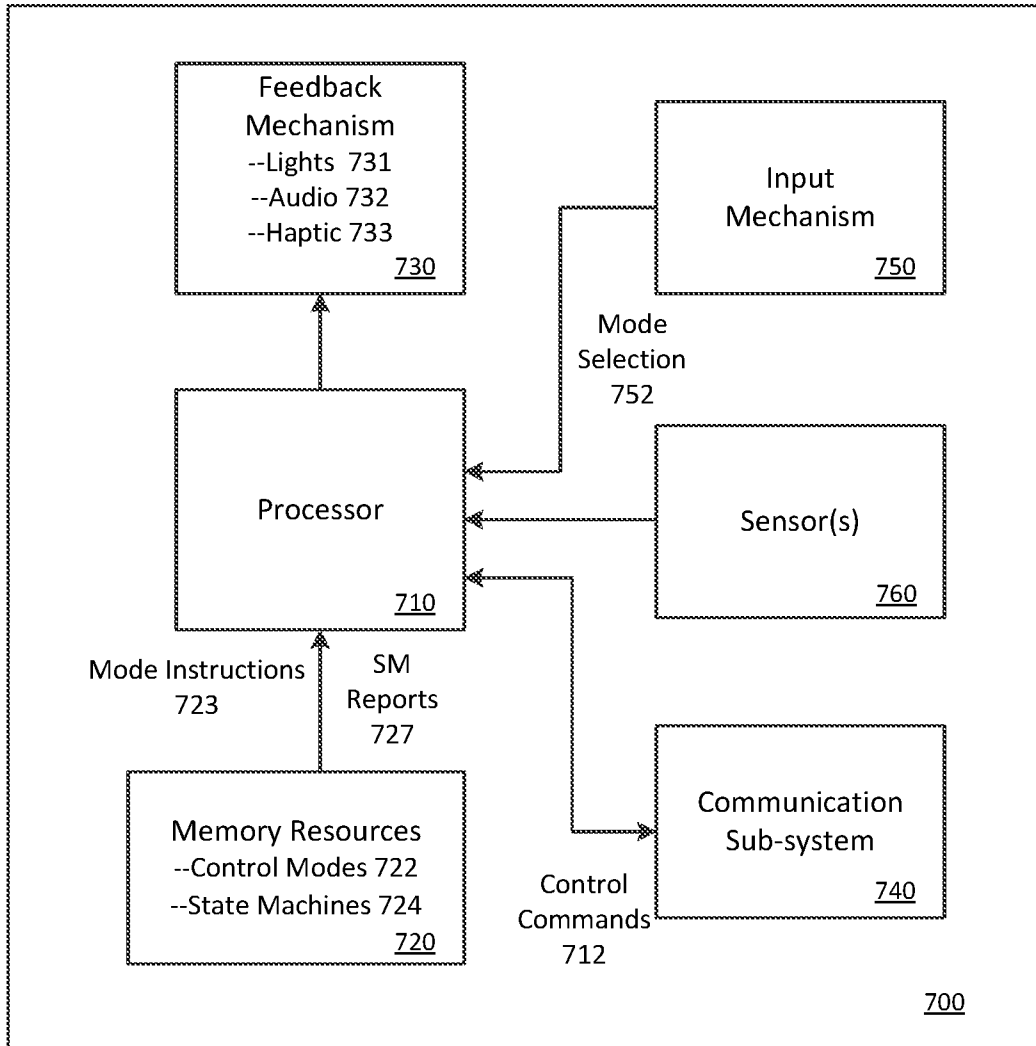 Feedback
Mechanism
--Lights 731
--Audio 732
--Haptic 733
730
Input
Mechanism
750
Mode
Selection
752
Processor
710
Sensor(s)
760
Mode Instructions
723
SM
Reports
727
Memory Resources
--Control Modes 722
--State Machines 724
720
Communication
Sub-system
740
Control
Commands
712
700